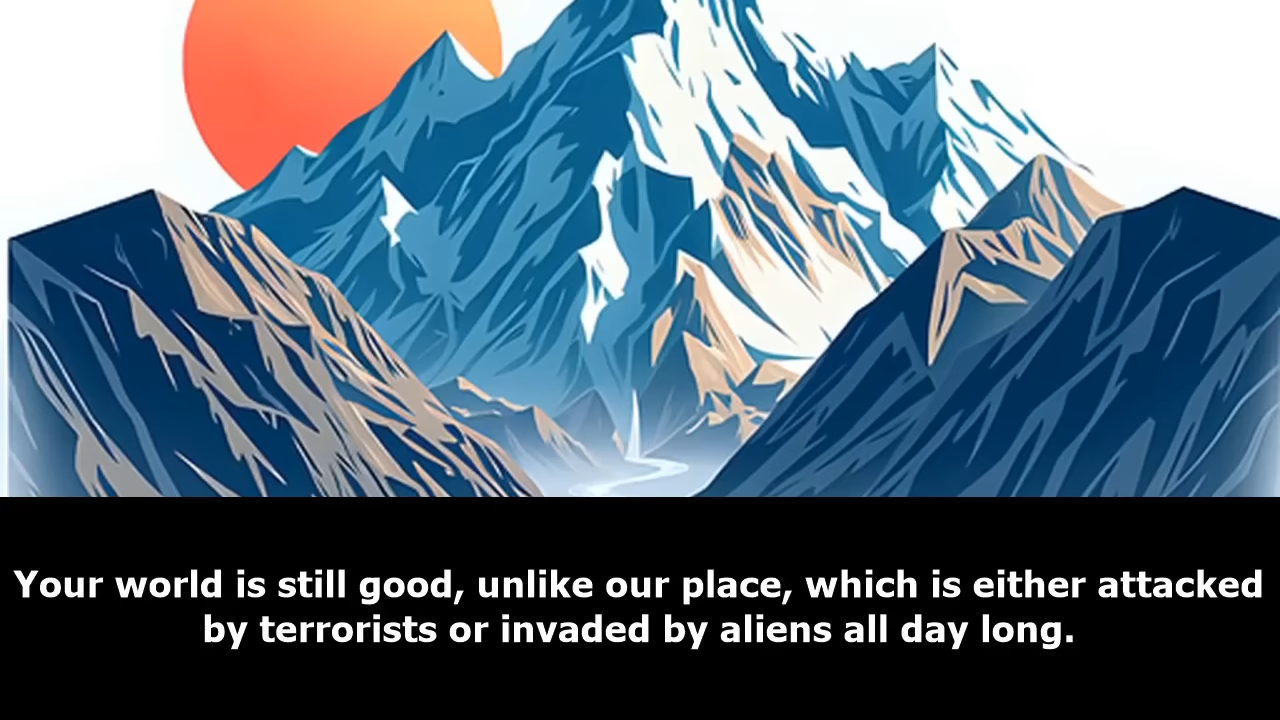 Your world is still good, unlike our place, which is either attacked
by terrorists or invaded by aliens all day long.